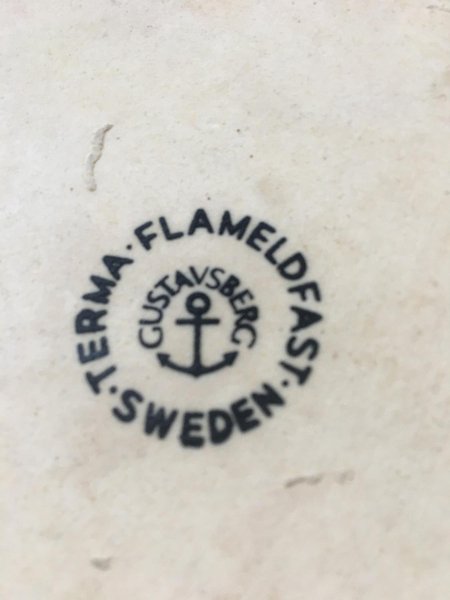 TERMA · FLAMELDFAST · SWEDEN ·
GUSTAVSBERG